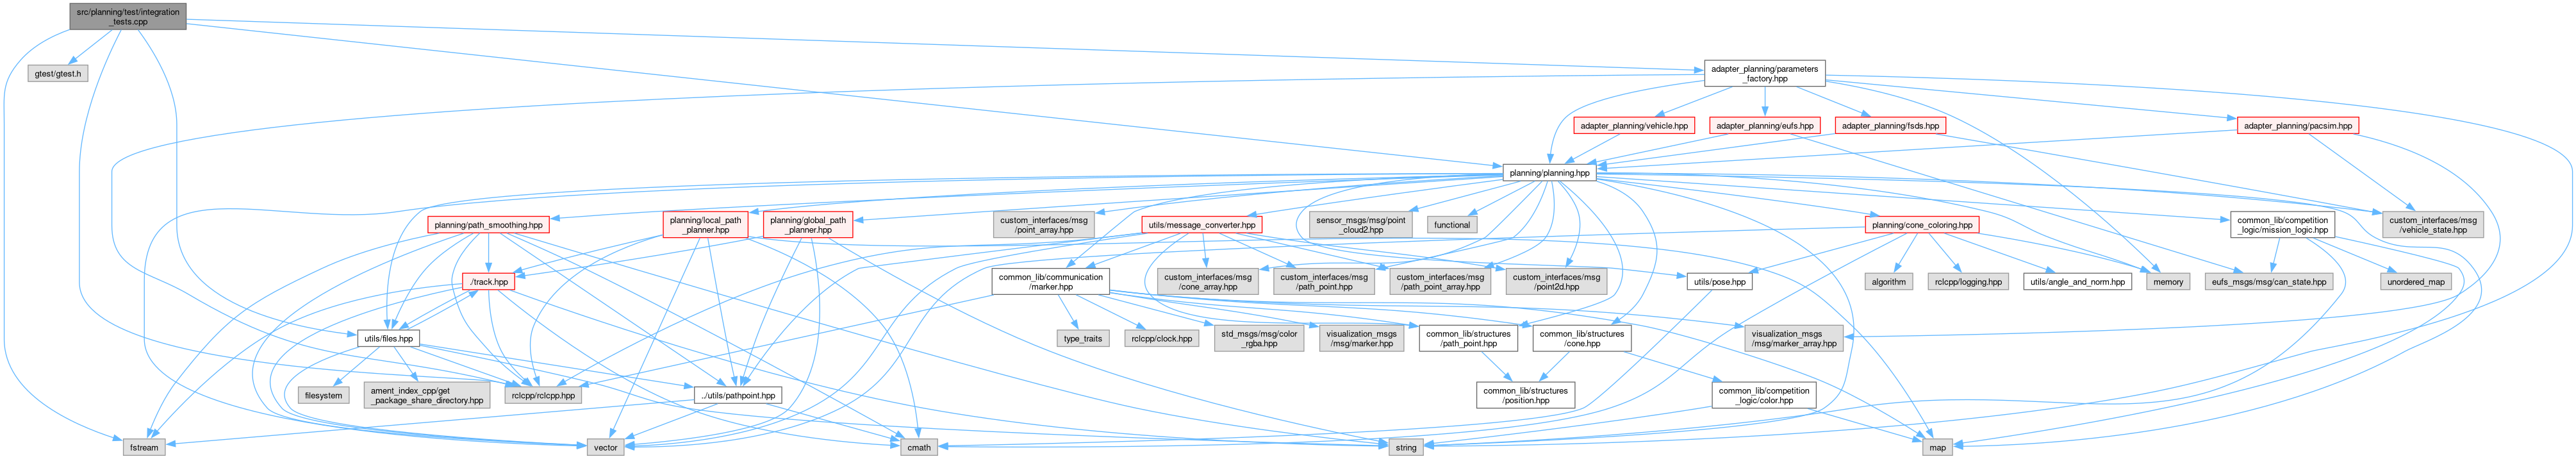 src/planning/test/integration
_tests.cpp
gtest/gtest.h
adapter_planning/parameters
_factory.hpp
adapter_planning/vehicle.hpp
adapter_planning/eufs.hpp
adapter_planning/fsds.hpp
adapter_planning/pacsim.hpp
planning/planning.hpp
planning/path_smoothing.hpp
planning/local_path
_planner.hpp
planning/global_path
_planner.hpp
custom_interfaces/msg
/point_array.hpp
utils/message_converter.hpp
sensor_msgs/msg/point
_cloud2.hpp
functional
planning/cone_coloring.hpp
common_lib/competition
_logic/mission_logic.hpp
custom_interfaces/msg
/vehicle_state.hpp
./track.hpp
common_lib/communication
/marker.hpp
custom_interfaces/msg
/cone_array.hpp
custom_interfaces/msg
/path_point.hpp
custom_interfaces/msg
/path_point_array.hpp
custom_interfaces/msg
/point2d.hpp
utils/pose.hpp
algorithm
rclcpp/logging.hpp
utils/angle_and_norm.hpp
memory
eufs_msgs/msg/can_state.hpp
unordered_map
utils/files.hpp
type_traits
rclcpp/clock.hpp
std_msgs/msg/color
_rgba.hpp
visualization_msgs
/msg/marker.hpp
common_lib/structures
/path_point.hpp
common_lib/structures
/cone.hpp
visualization_msgs
/msg/marker_array.hpp
filesystem
ament_index_cpp/get
_package_share_directory.hpp
rclcpp/rclcpp.hpp
../utils/pathpoint.hpp
common_lib/structures
/position.hpp
common_lib/competition
_logic/color.hpp
fstream
vector
cmath
string
map